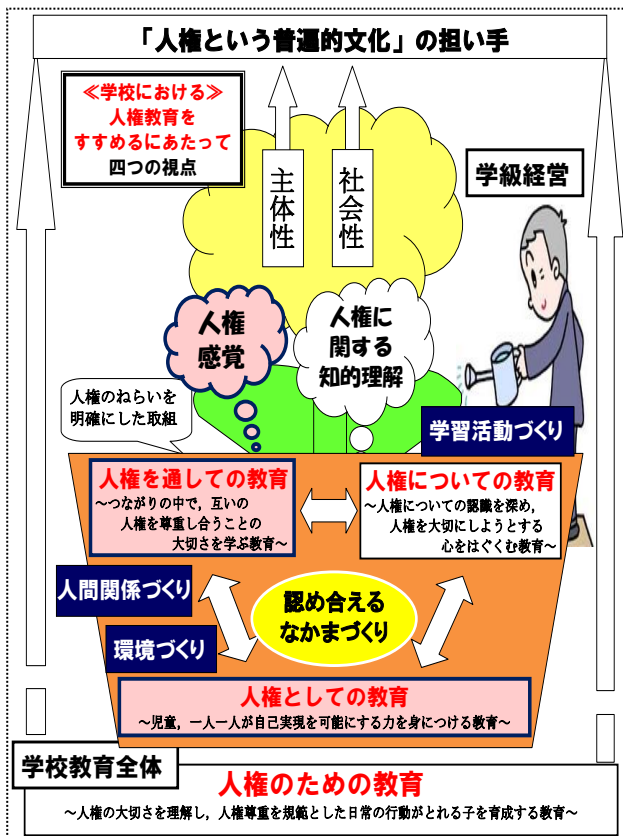 「人権という普遍的文化」の担い手
≪学校における≫
人権教育を
すすめるにあたって
四つの視点
主体性
社会性
学級経営
人権
感覚
人権に
関する
知的理解
人権のねらいを
明確にした取組
学習活動づくり
人権を通しての教育
～つながりの中で，互いの
人権を尊重し合うことの
大切さを学ぶ教育～
人権についての教育
～人権についての認識を深め，
人権を大切にしようとする
心をはぐくむ教育～
人間関係づくり
環境づくり
認め合える
なかまづくり
人権としての教育
～児童，一人一人が自己実現を可能にする力を身につける教育～
学校教育全体
人権のための教育
～人権の大切さを理解し，人権尊重を規範とした日常の行動がとれる子を育成する教育～